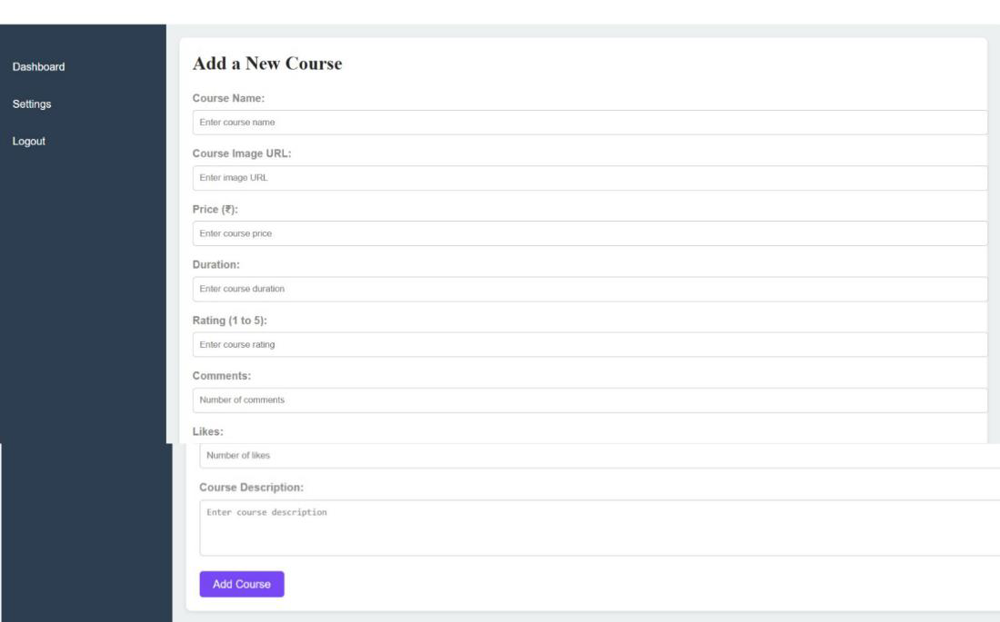 Dashboard
Settings
Logout
Add a New Course
Course Name:
Enter course name
Course Image URL:
Enter image URL
Price (₹):
Enter course price
Duration:
Enter course duration
Rating (1 to 5):
Enter course rating
Comments:
Number of comments
Likes:
Number of likes
Course Description:
Enter course description
Add Course